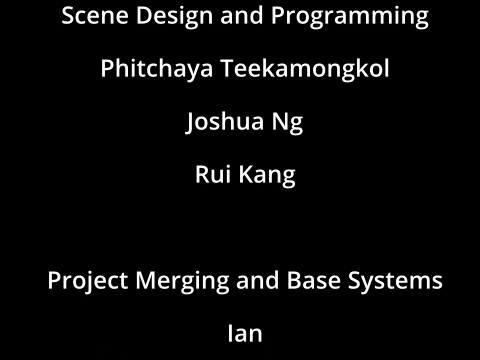 Scene Design and Programming
Phitchaya Teekamongkol
Joshua Ng
Rui Kang
Project Merging and Base Systems
Ian